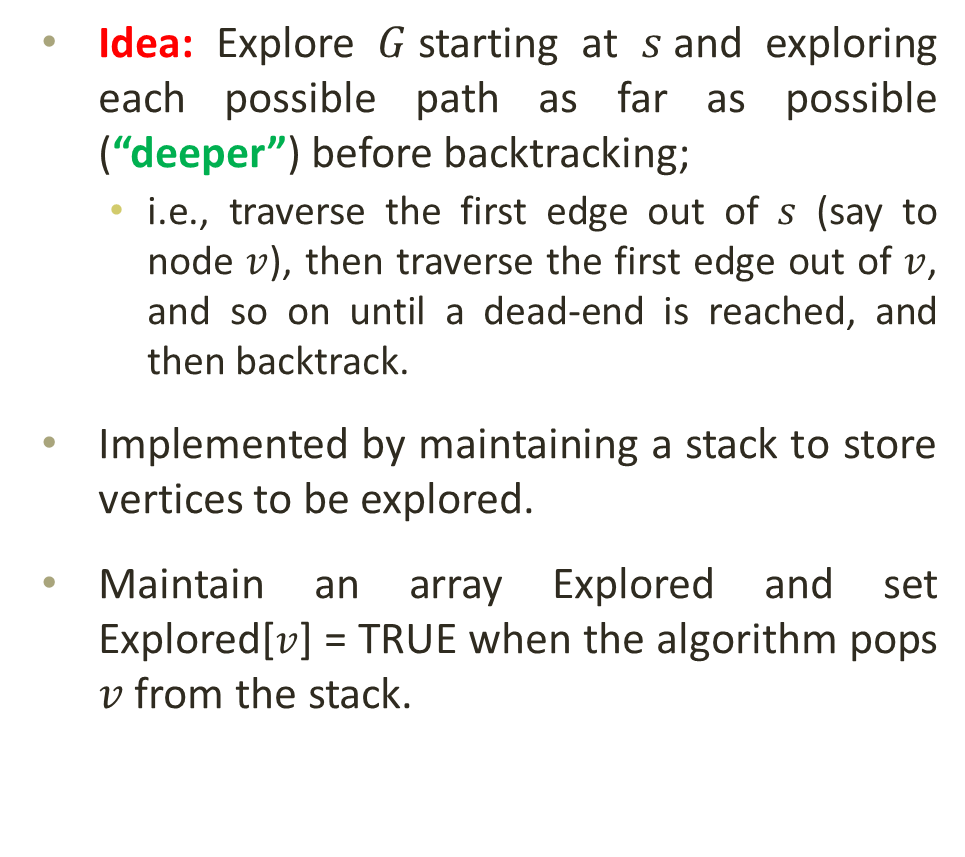 • Idea: Explore G starting at s and exploring
each possible path as far as possible
(“deeper”) before backtracking;
• i.e., traverse the first edge out of s (say to
node v), then traverse the first edge out of v,
and so on until a dead-end is reached, and
then backtrack.
• Implemented by maintaining a stack to store
vertices to be explored.
• Maintain an array Explored and set
Explored[v] = TRUE when the algorithm pops
v from the stack.